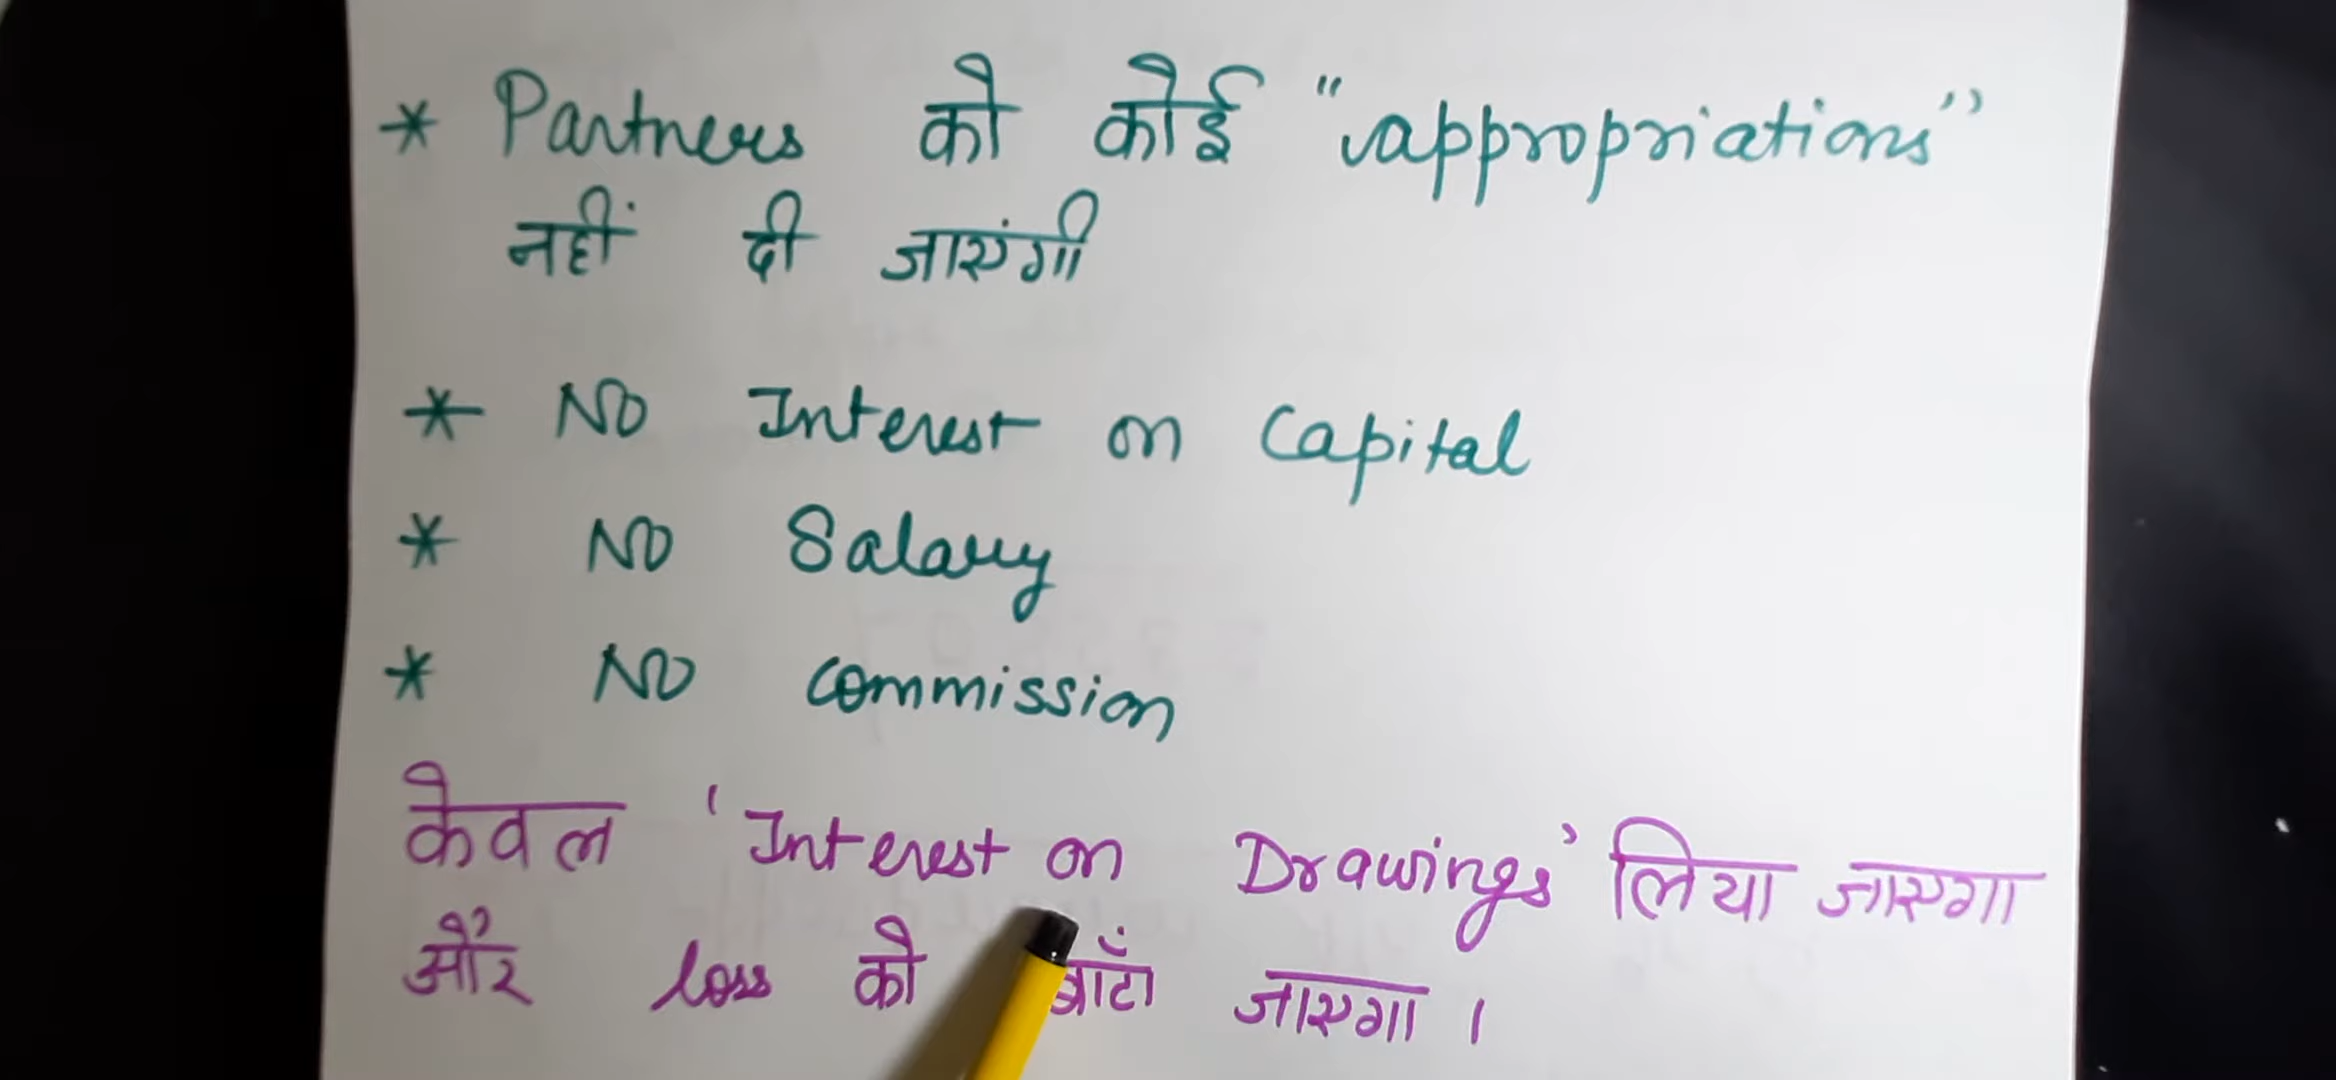 * Partners को कोई "appropriations"
नहीं दी जाएंगी
* NO Interest on Capital
* NO Salary
* NO Commission
केवल 'Interest on Drawings' लिया जाएगा
और loss को बाँटा जाएगा ।